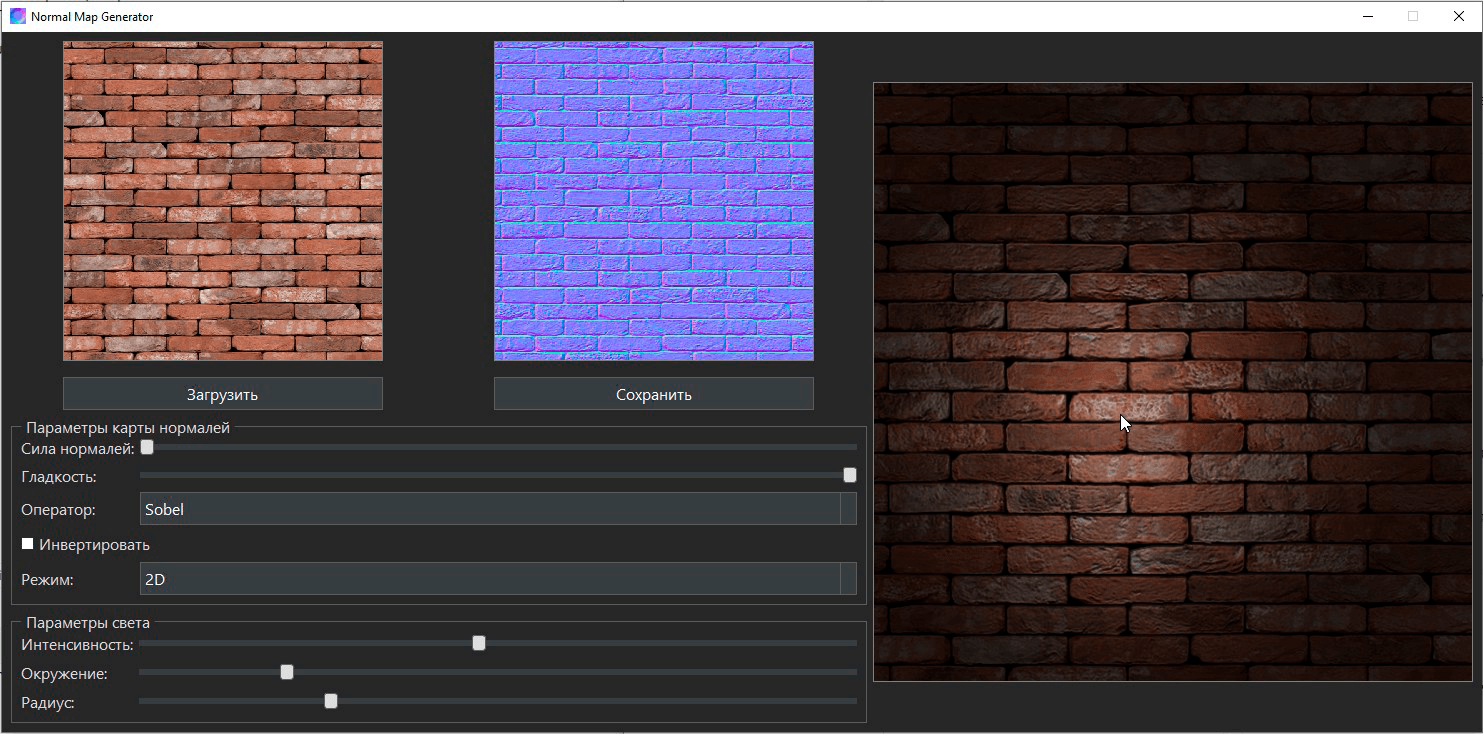 Normal Map Generator
Загрузить
Сохранить
Параметры карты нормалей
Сила нормалей:
Гладкость:
Оператор:
Sobel
Инвертировать
Режим:
2D
Параметры света
Интенсивность:
Окружение:
Радиус: